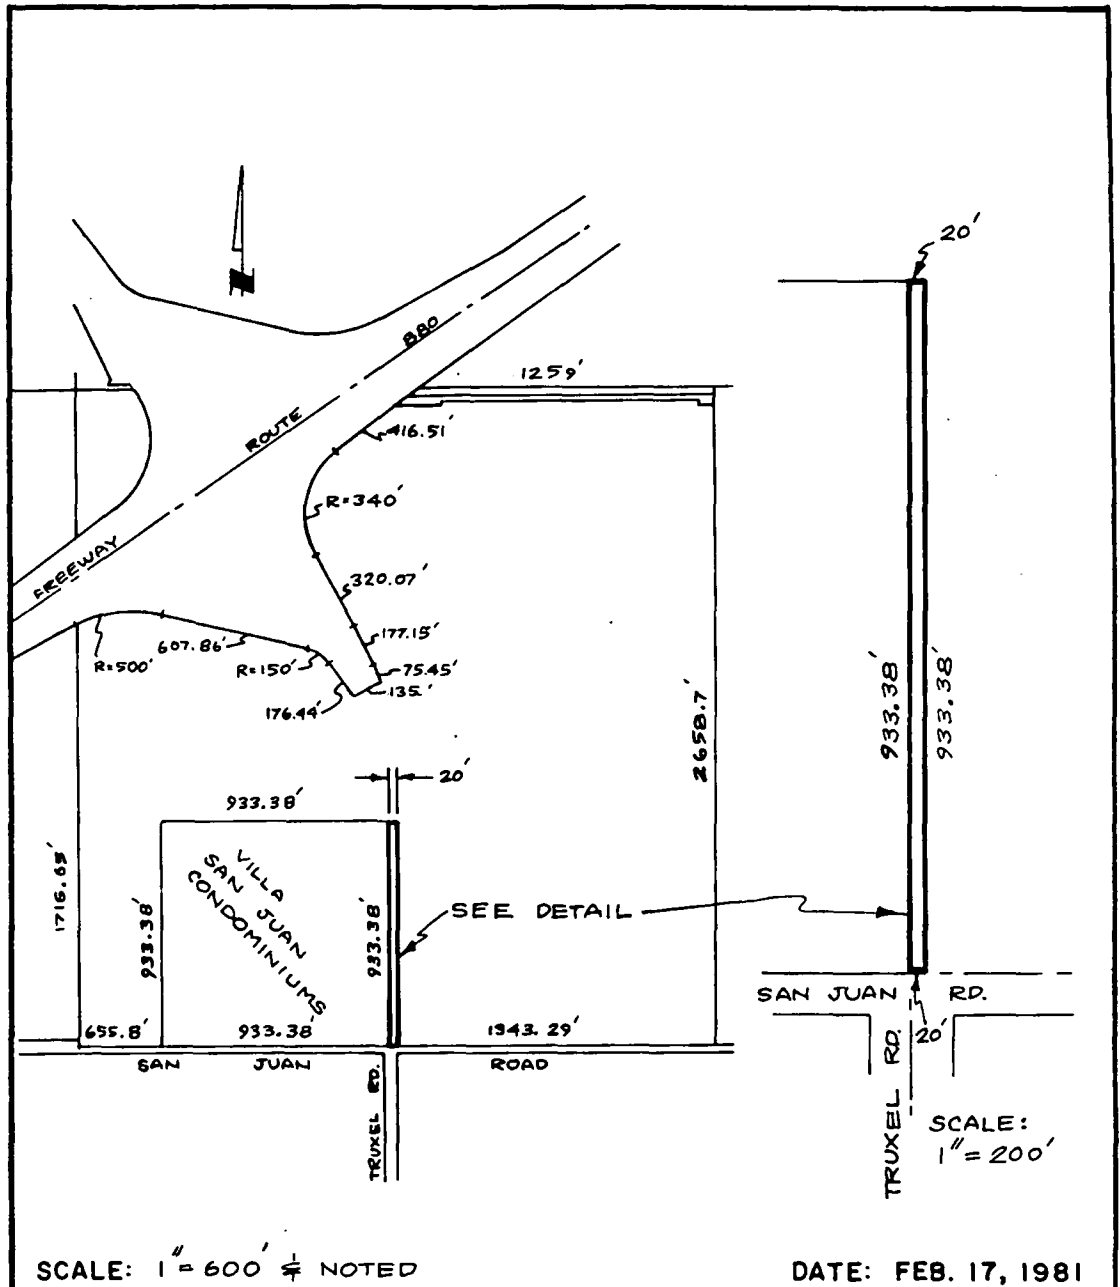 20'
880
ROUTE
FREEWAY
1259'
416.51'
R=340'
320.07'
177.15'
75.45'
135'
607.86'
R=500'
R=150'
176.44'
2658.7'
20'
933.38'
1716.65'
933.38'
VILLA
SAN JUAN
CONDOMINIUMS
933.38'
SEE DETAIL
655.8'
933.38'
1343.29'
SAN JUAN ROAD
TRUXEL RD.
933.38'
933.38'
SAN JUAN RD.
20'
TRUXEL RD.
SCALE:
1"=200'
SCALE: 1"=600' & NOTED
DATE: FEB. 17, 1981